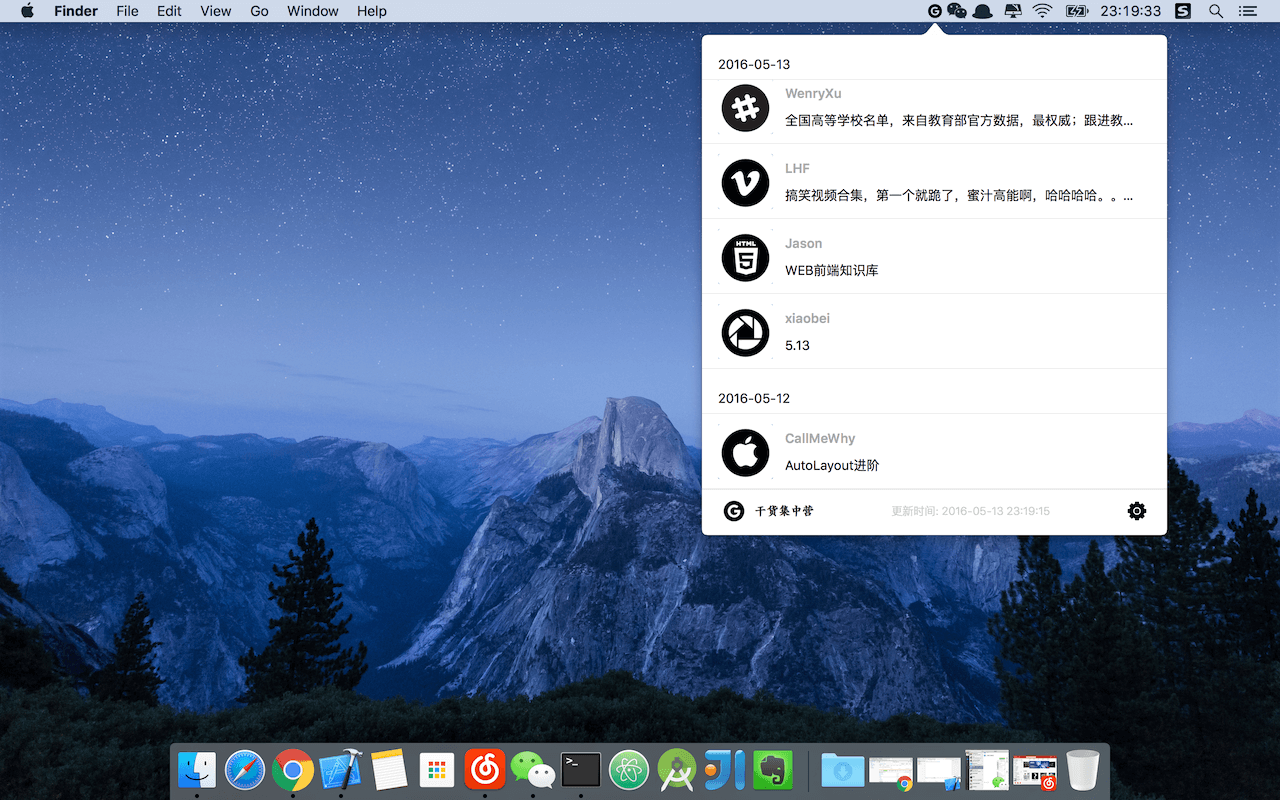 Finder File Edit View Go Window Help 23:19:33
2016-05-13
WenryXu
全国高等学校名单，来自教育部官方数据，最权威；跟进教...
LHF
搞笑视频合集，第一个就跪了，蜜汁高能啊，哈哈哈哈。。...
HTML
5
Jason
WEB前端知识库
xiaobei
5.13
2016-05-12
CallMeWhy
AutoLayout进阶
G 干货集中营 更新时间: 2016-05-13 23:19:15